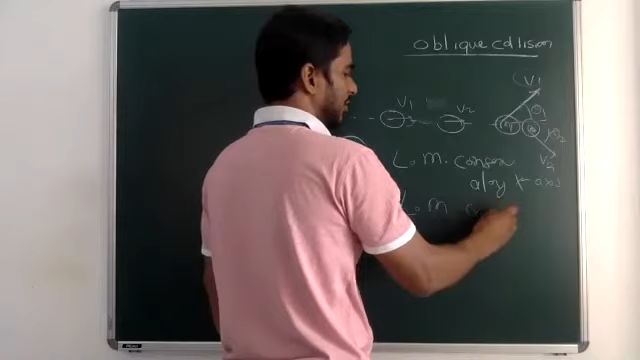 oblique collision
V1
V2
V1
θ1
θ2
V2
L. M. conserv
along x-axis
L. M